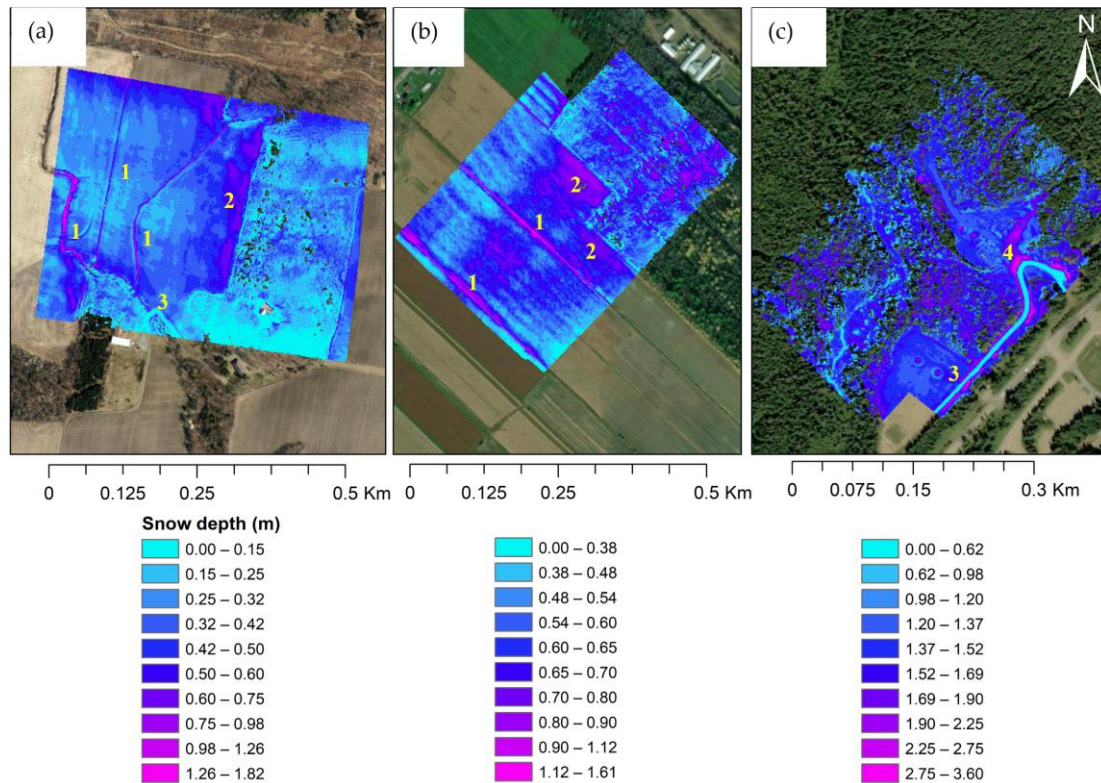 (a)
(b)
(c)
N
1
1
1
2
3
2
1
2
1
4
3
0 0.125 0.25 0.5 Km
0 0.125 0.25 0.5 Km
0 0.075 0.15 0.3 Km
Snow depth (m)
0.00 – 0.15
0.15 – 0.25
0.25 – 0.32
0.32 – 0.42
0.42 – 0.50
0.50 – 0.60
0.60 – 0.75
0.75 – 0.98
0.98 – 1.26
1.26 – 1.82
0.00 – 0.38
0.38 – 0.48
0.48 – 0.54
0.54 – 0.60
0.60 – 0.65
0.65 – 0.70
0.70 – 0.80
0.80 – 0.90
0.90 – 1.12
1.12 – 1.61
0.00 – 0.62
0.62 – 0.98
0.98 – 1.20
1.20 – 1.37
1.37 – 1.52
1.52 – 1.69
1.69 – 1.90
1.90 – 2.25
2.25 – 2.75
2.75 – 3.60